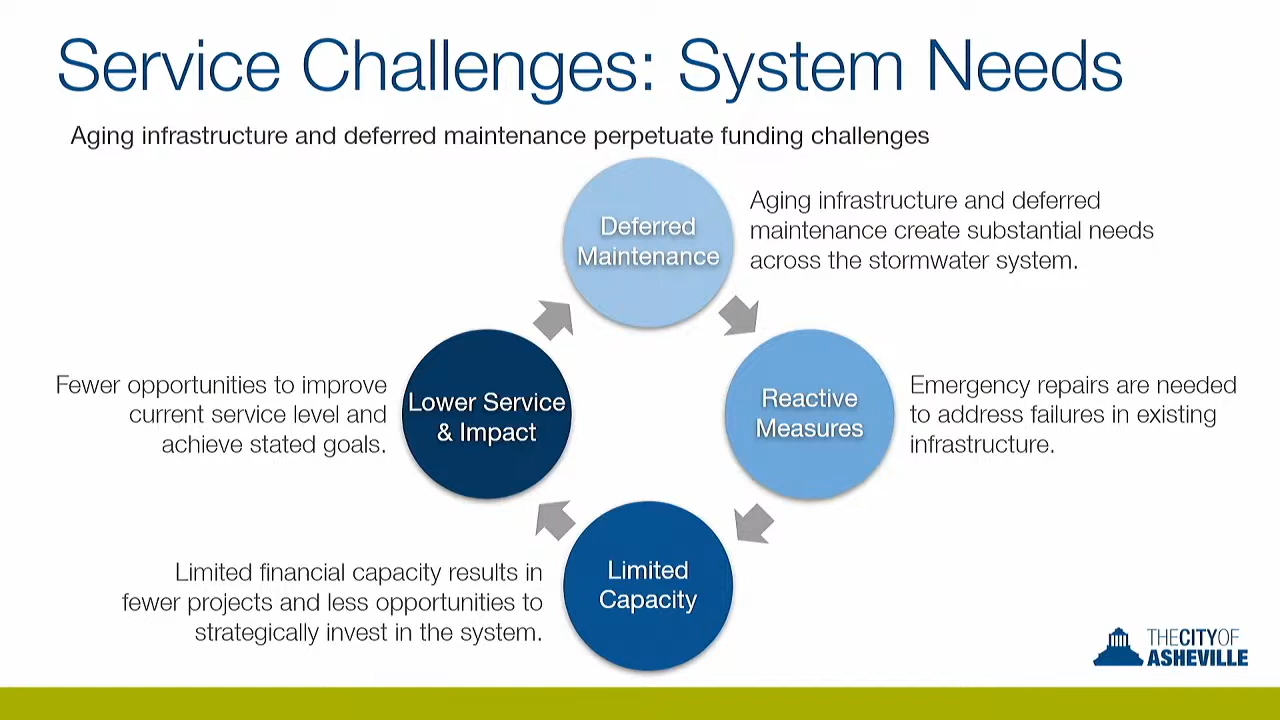 Service Challenges: System Needs
Aging infrastructure and deferred maintenance perpetuate funding challenges
Deferred
Maintenance
Aging infrastructure and deferred
maintenance create substantial needs
across the stormwater system.
Reactive
Measures
Emergency repairs are needed
to address failures in existing
infrastructure.
Limited
Capacity
Limited financial capacity results in
fewer projects and less opportunities to
strategically invest in the system.
Lower Service
& Impact
Fewer opportunities to improve
current service level and
achieve stated goals.
THE CITY OF
ASHEVILLE